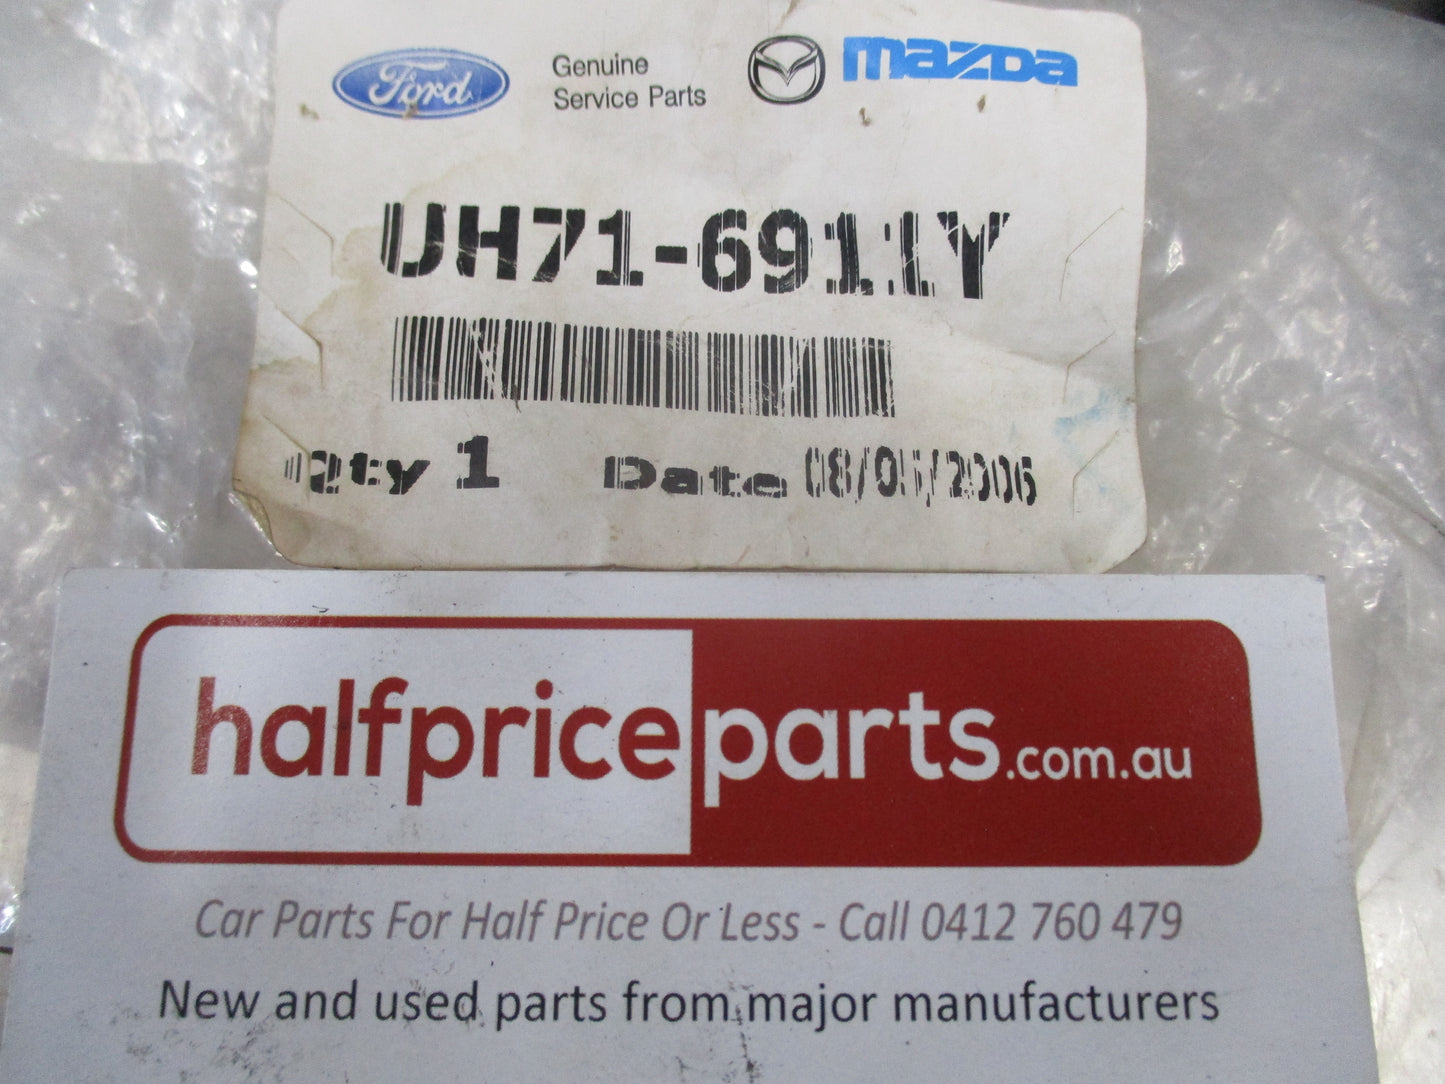 Ford
Genuine
Service Parts
mazda
UH71-6911Y
Qty 1 Date 08/05/2006
halfpriceparts.com.au
Car Parts For Half Price Or Less - Call 0412 760 479
New and used parts from major manufacturers